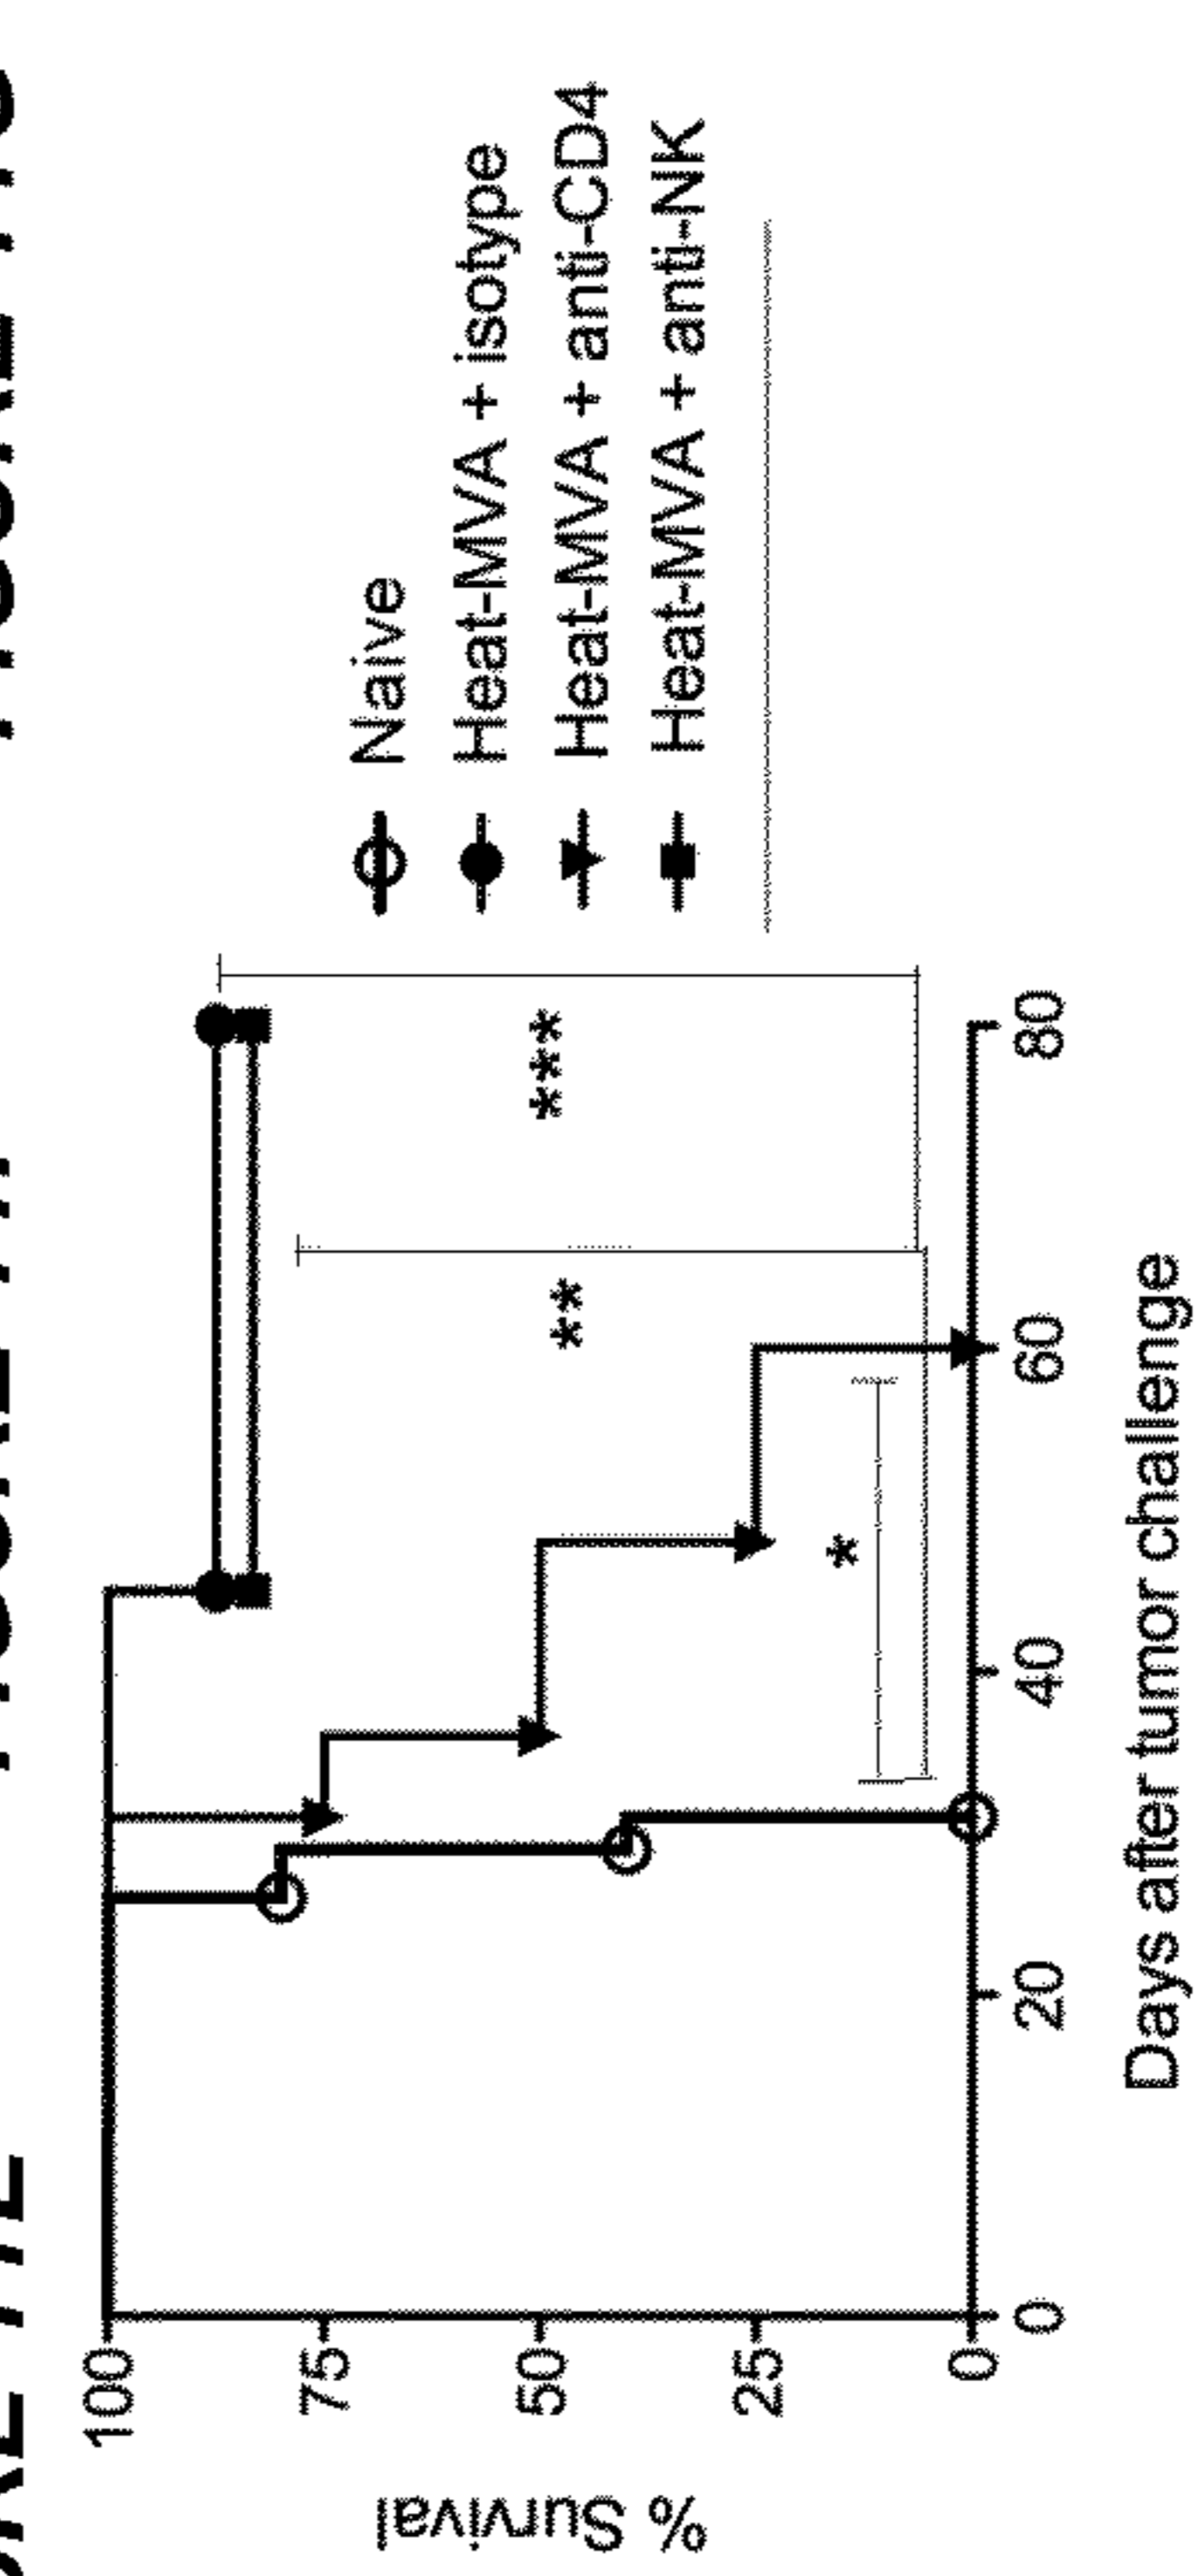 100
75
50
25
0
% Survival
0
20
40
60
80
Days after tumor challenge
*
**
***
Naive
Heat-MVA + isotype
Heat-MVA + anti-CD4
Heat-MVA + anti-NK